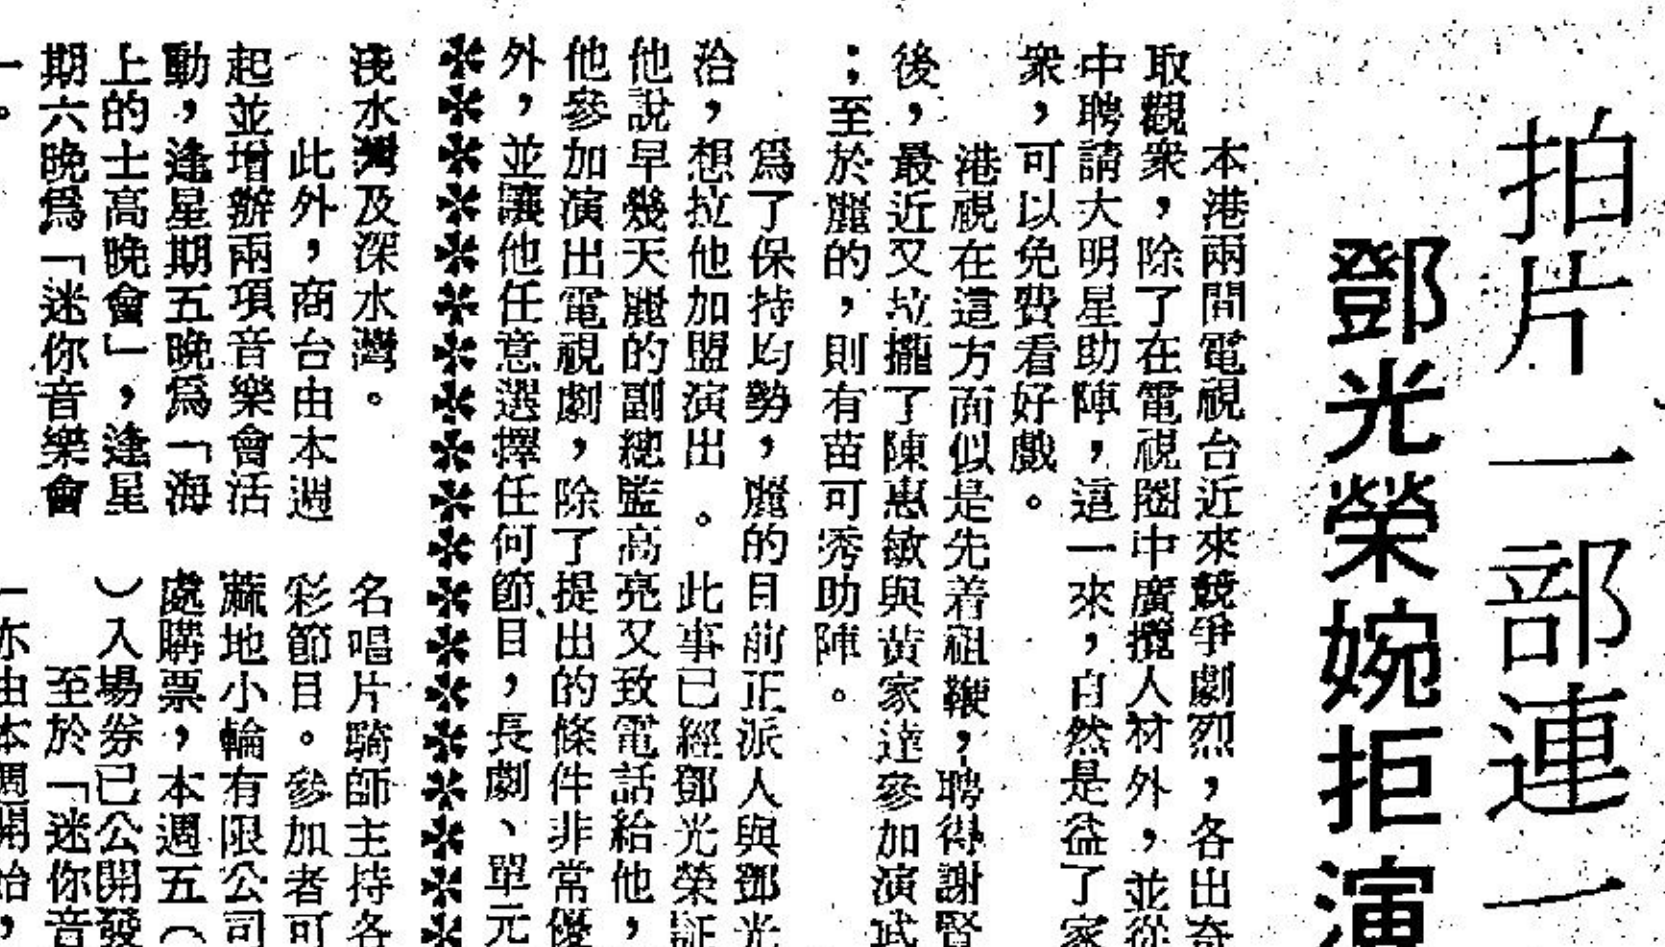 拍片一部連一
鄧光榮婉拒演
本港兩間電視台近來競爭劇烈，各出奇
取觀衆，除了在電視圈中廣攬人材外，並從
中聘請大明星助陣，這一來，自然是益了家
衆，可以免費看好戲。
港視在這方面似是先着祖鞭，聘得謝賢
後，最近又拉攏了陳惠敏與黃家達參加演武
；至於麗的，則有苗可秀助陣。
爲了保持均勢，麗的目前正派人與鄧光
洽，想拉他加盟演出。此事已經鄧光榮証
他說早幾天麗的副總監高亮又致電話給他，
他參加演出電視劇，除了提出的條件非常優
外，並讓他任意選擇任何節目，長劇、單元
淺水灣及深水灣。
此外，商台由本週
起並增辦兩項音樂會活
動，逢星期五晚爲「海
上的士高晚會」，逢星
期六晚爲「迷你音樂會
」。
名唱片騎師主持各
彩節目。參加者可
蔴地小輪有限公司
處購票，本週五（
）入場券已公開發
至於「迷你音
」亦由本週開始，